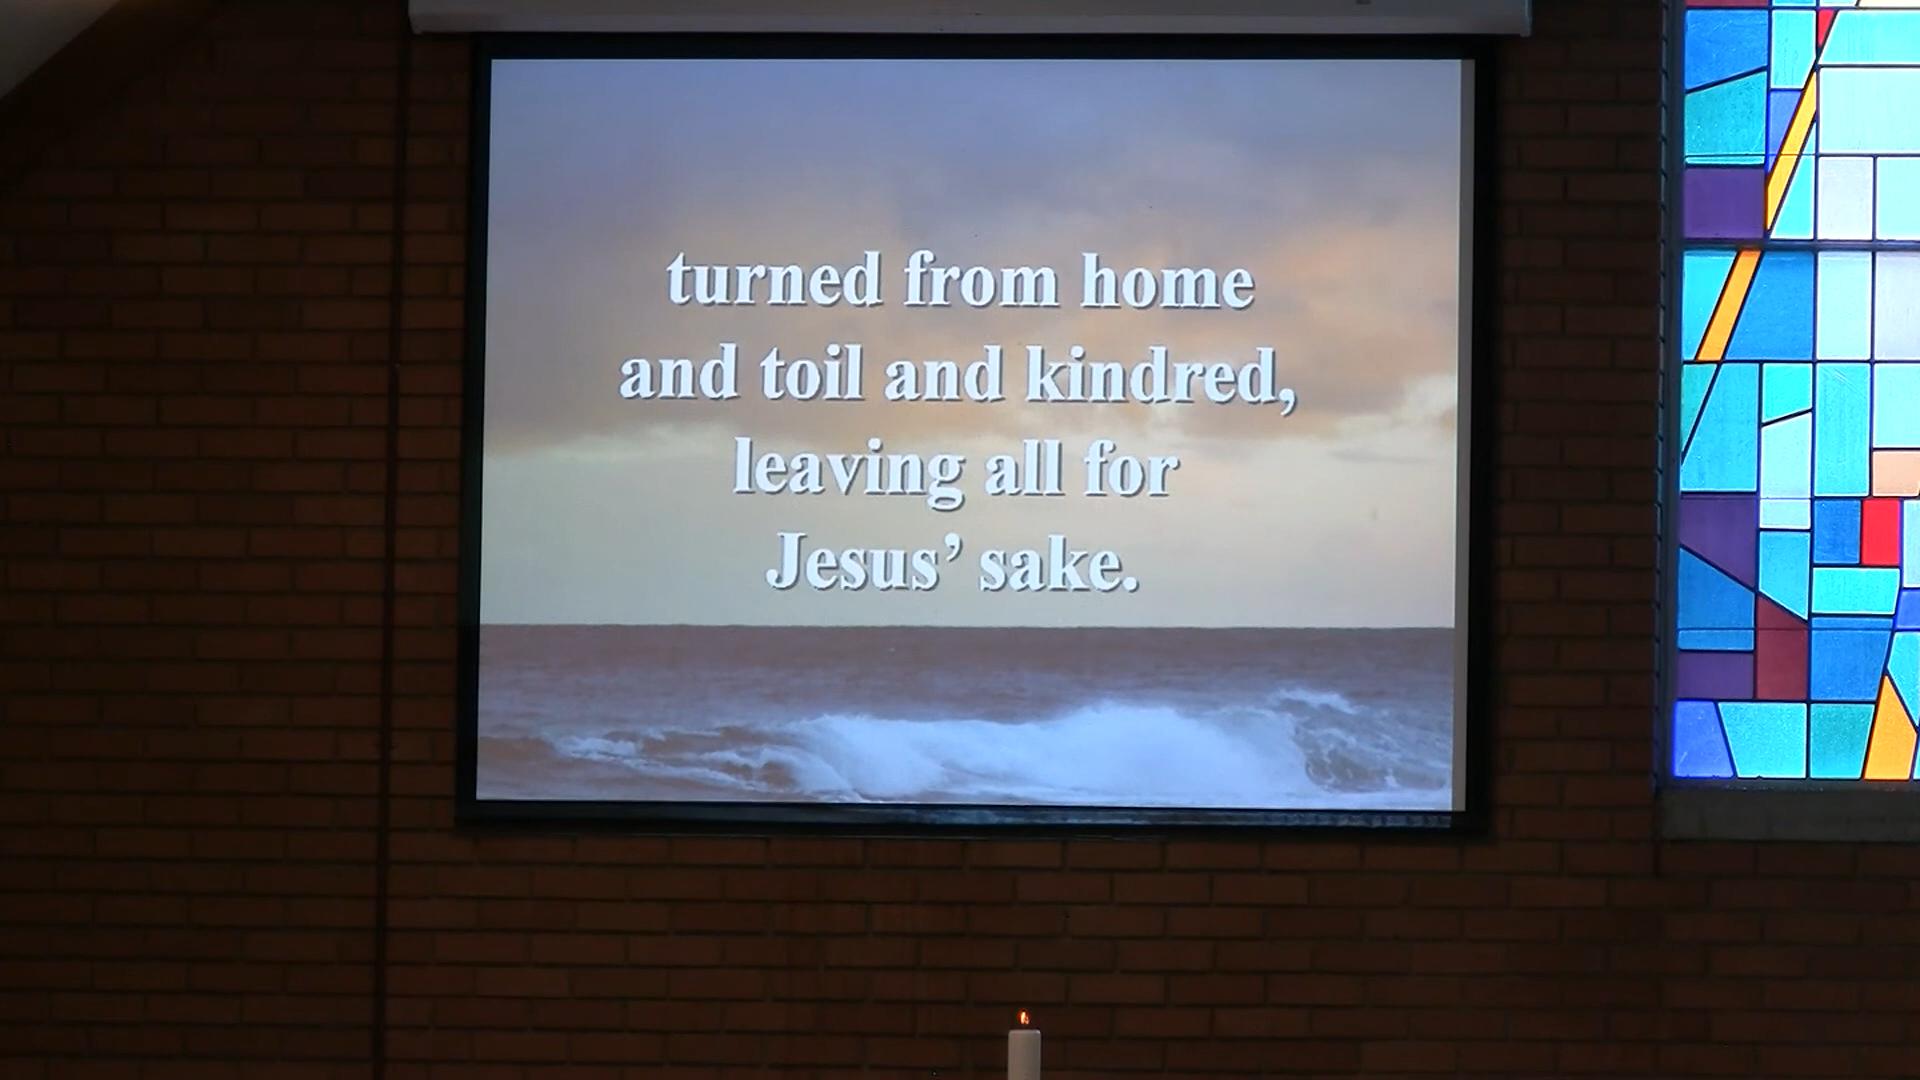 turned from home
and toil and kindred,
leaving all for
Jesus’ sake.